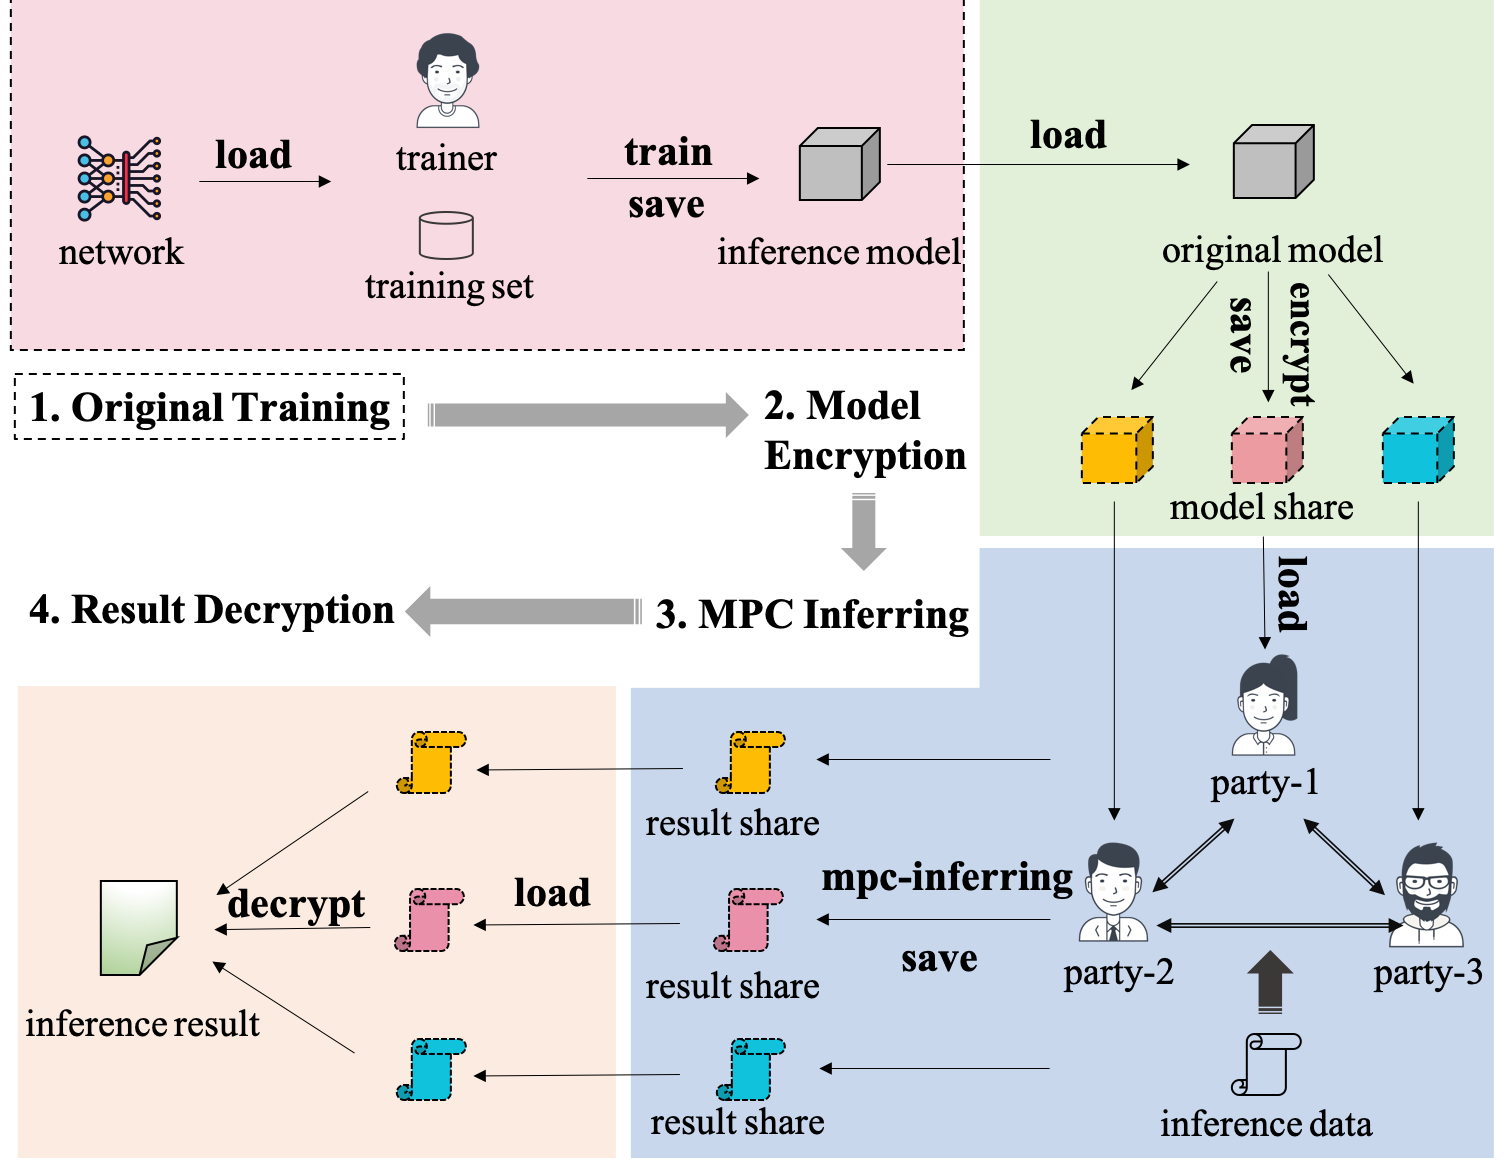 load
trainer
train
save
network
training set
inference model
load
original model
save
encrypt
model share
1. Original Training
2. Model
Encryption
3. MPC Inferring
4. Result Decryption
load
party-1
party-2
party-3
inference data
mpc-inferring
save
result share
result share
result share
load
decrypt
inference result